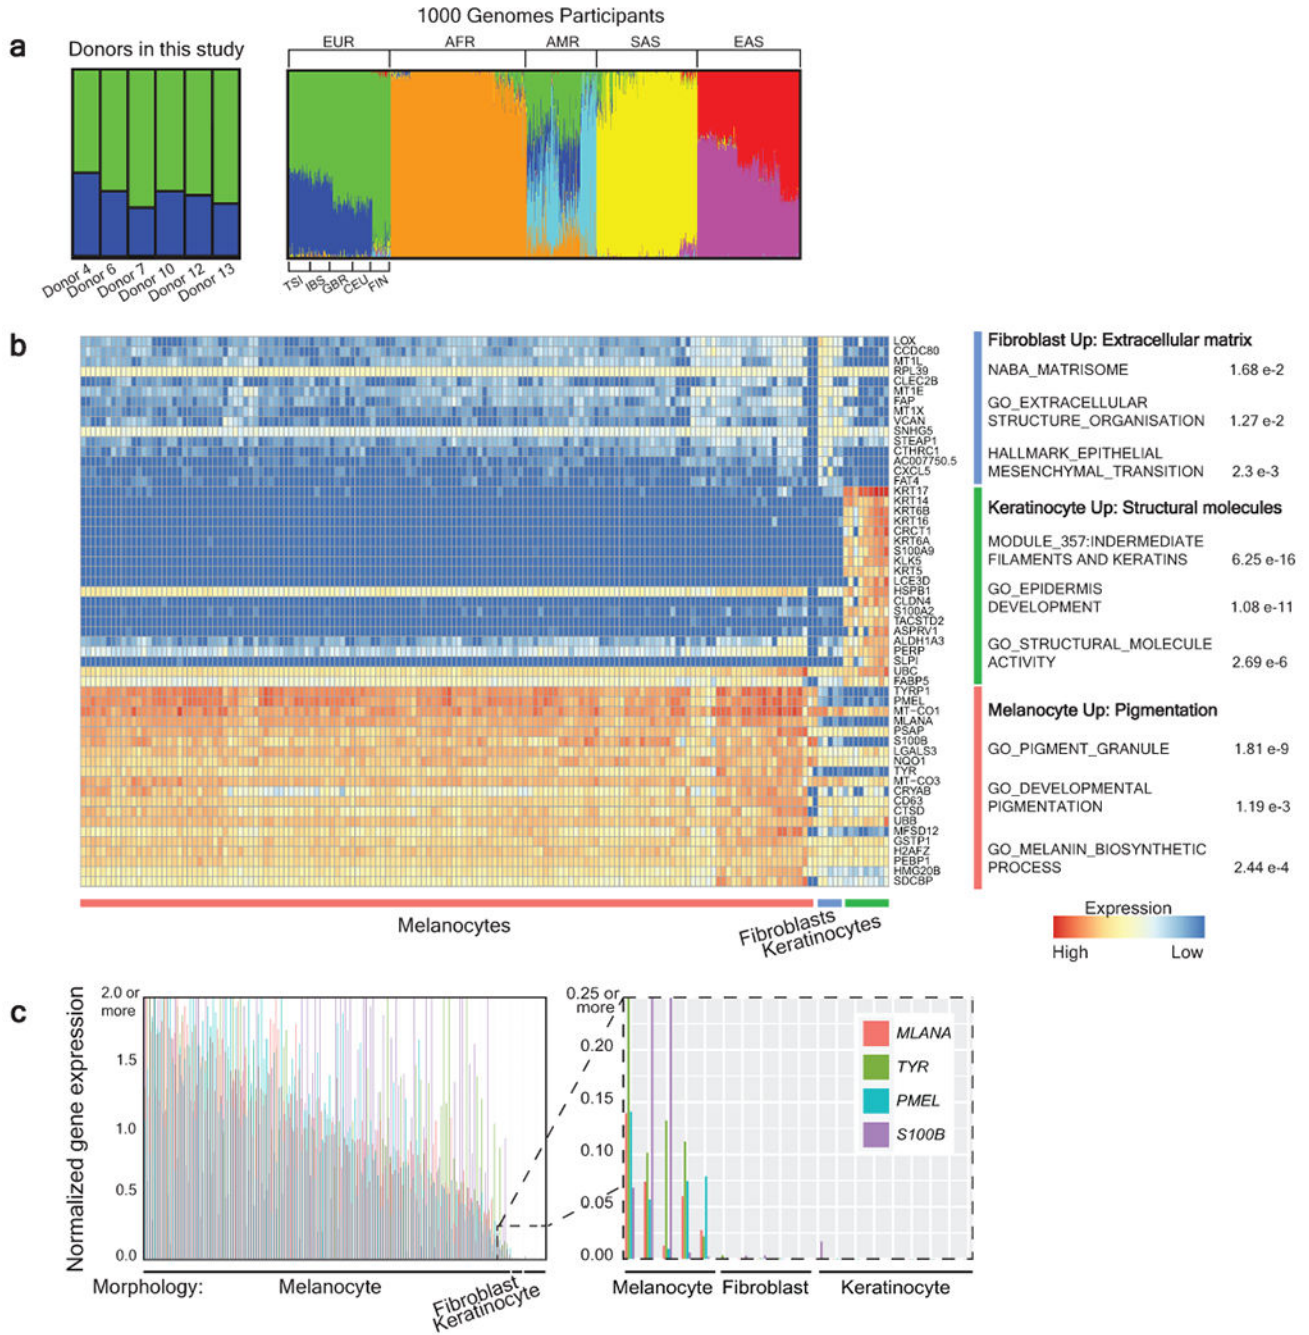 1000 Genomes Participants
a
Donors in this study
EUR AFR AMR SAS EAS
Donor 4 Donor 6 Donor 7 Donor 10 Donor 12 Donor 13
TSI IBS GBR CEU FIN
b
LOX
CCDC80
MT1L
RPL39
CLEC2B
MT1E
FAP
MT1X
VCAN
SNHG5
STEAP1
CTHRC1
AC007750.5
CXCL5
FAT4
KRT17
KRT14
KRT6B
KRT16
CRCT1
KRT6A
S100A9
KLK5
KRT5
LCE3D
HSPB1
CLDN4
S100A2
TACSTD2
ASPRV1
ALDH1A3
PERP
SLPI
UBC
FABP5
TYRP1
PMEL
MT-CO1
MLANA
PSAP
S100B
LGALS3
NQO1
TYR
MT-CO3
CRYAB
CD63
CTSD
UBB
MFSD12
GSTP1
H2AFZ
PEBP1
HMG20B
SDCBP
Melanocytes
Fibroblasts
Keratinocytes
Fibroblast Up: Extracellular matrix
NABA_MATRISOME 1.68 e-2
GO_EXTRACELLULAR
STRUCTURE_ORGANISATION 1.27 e-2
HALLMARK_EPITHELIAL
MESENCHYMAL_TRANSITION 2.3 e-3
Keratinocyte Up: Structural molecules
MODULE_357:INDERMEDIATE
FILAMENTS AND KERATINS 6.25 e-16
GO_EPIDERMIS
DEVELOPMENT 1.08 e-11
GO_STRUCTURAL_MOLECULE
ACTIVITY 2.69 e-6
Melanocyte Up: Pigmentation
GO_PIGMENT_GRANULE 1.81 e-9
GO_DEVELOPMENTAL
PIGMENTATION 1.19 e-3
GO_MELANIN_BIOSYNTHETIC
PROCESS 2.44 e-4
Expression
High Low
c
Normalized gene expression
2.0 or
more
1.5
1.0
0.5
0.0
Morphology: Melanocyte
Fibroblast
Keratinocyte
0.25 or
more
0.20
0.15
0.10
0.05
0.00
MLANA
TYR
PMEL
S100B
Melanocyte Fibroblast Keratinocyte